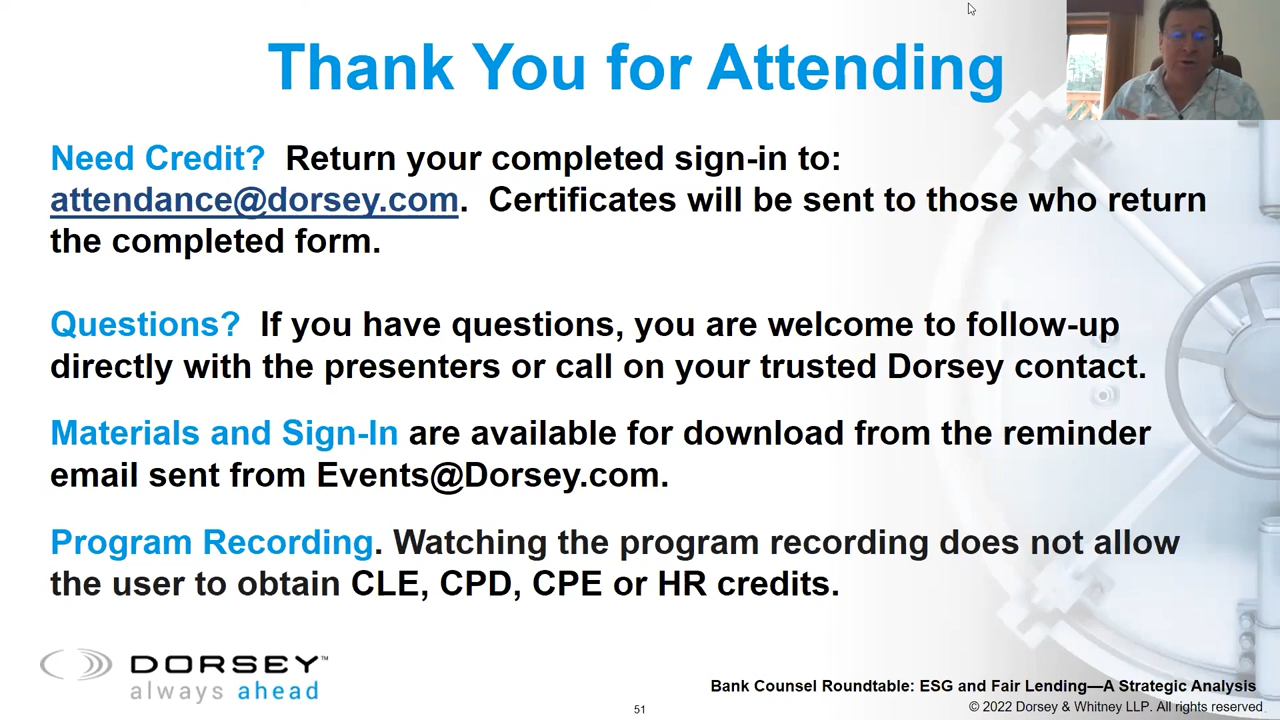 Thank You for Attending
Need Credit? Return your completed sign-in to:
attendance@dorsey.com. Certificates will be sent to those who return
the completed form.
Questions? If you have questions, you are welcome to follow-up
directly with the presenters or call on your trusted Dorsey contact.
Materials and Sign-In are available for download from the reminder
email sent from Events@Dorsey.com.
Program Recording. Watching the program recording does not allow
the user to obtain CLE, CPD, CPE or HR credits.
DORSEY™
always ahead
Bank Counsel Roundtable: ESG and Fair Lending—A Strategic Analysis
51
© 2022 Dorsey & Whitney LLP. All rights reserved.